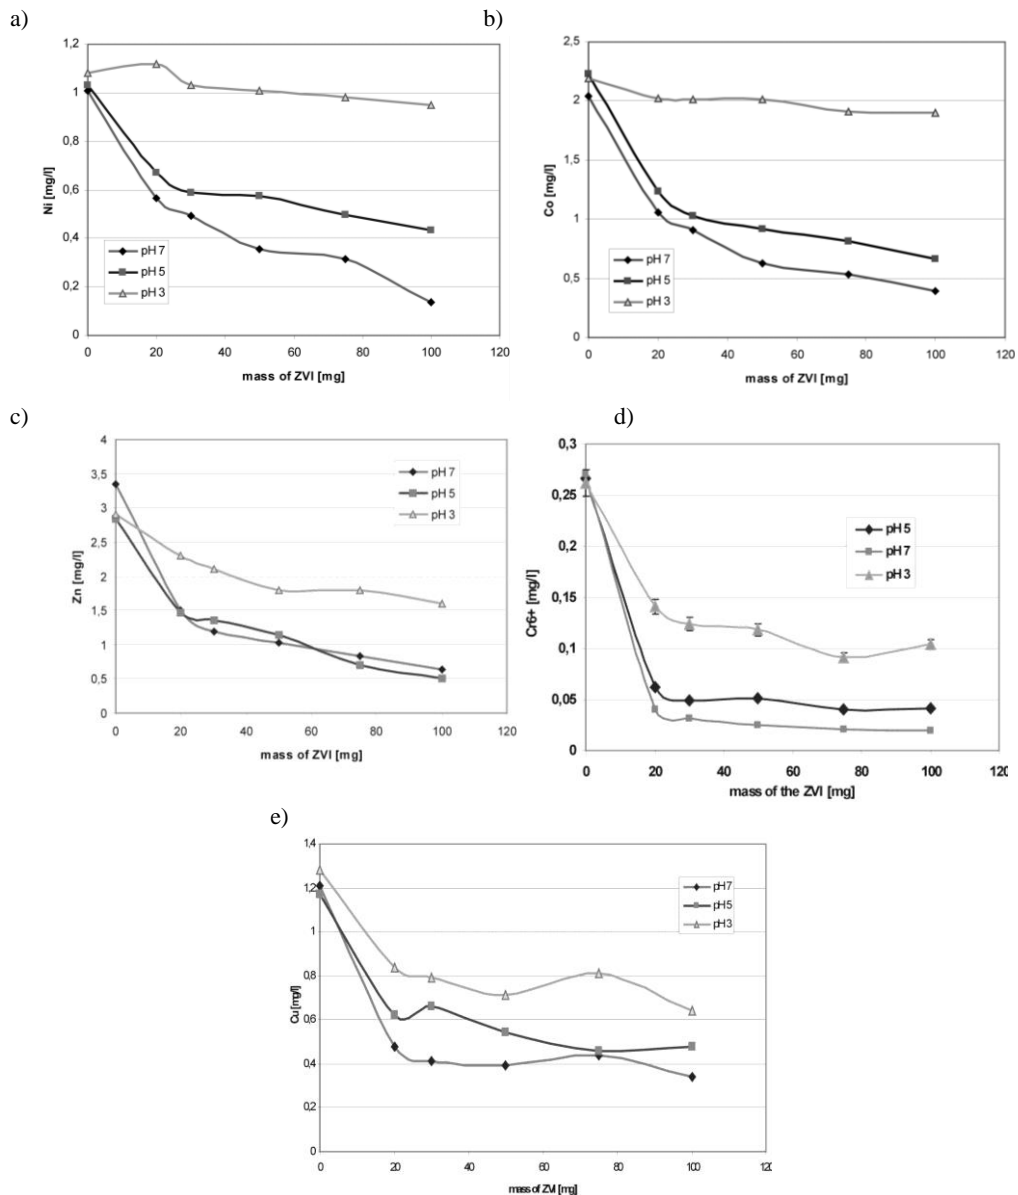 a)
1,2
1
0,8
0,6
0,4
0,2
0
Ni [mg/l]
pH 7
pH 5
pH 3
0 20 40 60 80 100 120
mass of ZVI [mg]
b)
2,5
2
1,5
1
0,5
0
Co [mg/l]
pH 7
pH 5
pH 3
0 20 40 60 80 100 120
mass of ZVI [mg]
c)
4
3,5
3
2,5
2
1,5
1
0,5
0
Zn [mg/l]
pH 7
pH 5
pH 3
0 20 40 60 80 100 120
mass of ZVI [mg]
d)
0,3
0,25
0,2
0,15
0,1
0,05
0
Cr6+ [mg/l]
pH 5
pH 7
pH 3
0 20 40 60 80 100 120
mass of the ZVI [mg]
e)
1,4
1,2
1
0,8
0,6
0,4
0,2
0
Cu [mg/l]
pH7
pH5
pH3
0 20 40 60 80 100 120
mass of ZVI [mg]